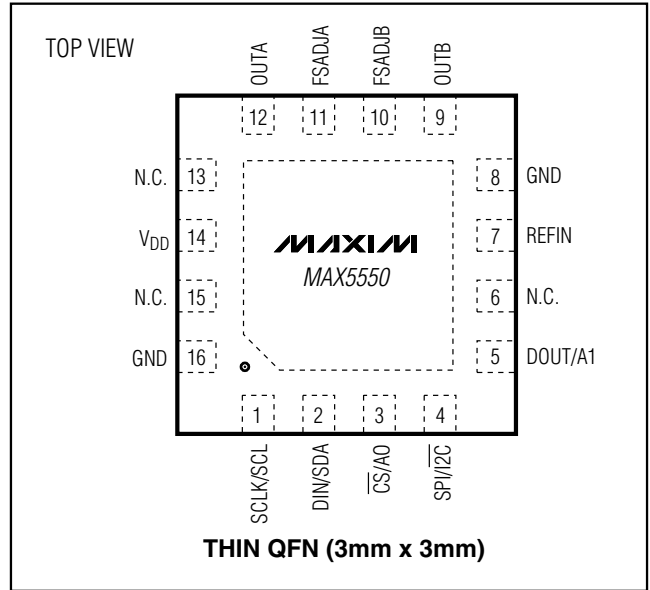 TOP VIEW
OUTA
FSADJA
FSADJB
OUTB
12
11
10
9
N.C. 13
8 GND
VDD 14
7 REFIN
MAXIM
MAX5550
N.C. 15
6 N.C.
GND 16
5 DOUT/A1
1
2
3
4
SCLK/SCL
DIN/SDA
C̅S̅/A0
SPI/I̅2̅C̅
THIN QFN (3mm x 3mm)